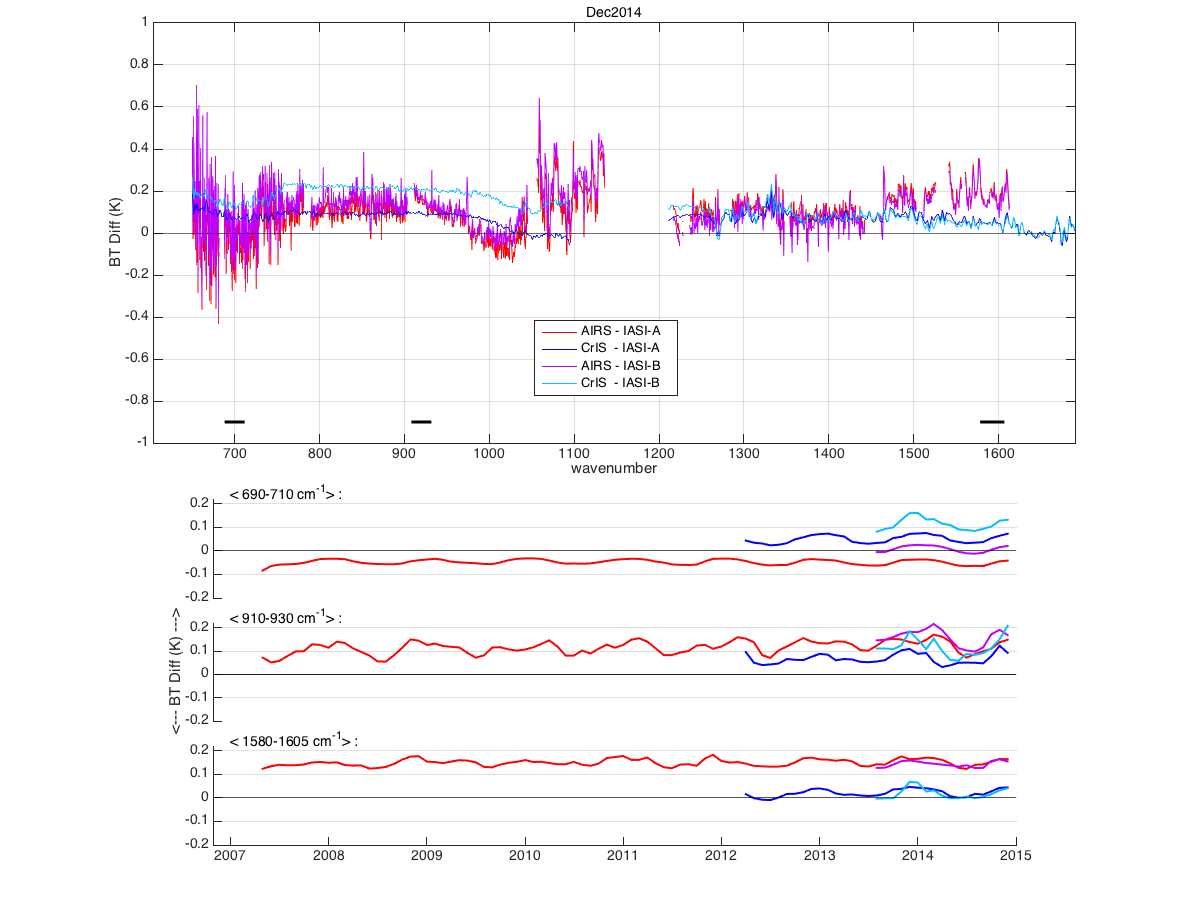 Dec2014
1
0.8
0.6
0.4
0.2
0
-0.2
-0.4
-0.6
-0.8
-1
BT Diff (K)
AIRS - IASI-A
CrIS - IASI-A
AIRS - IASI-B
CrIS - IASI-B
700 800 900 1000 1100 1200 1300 1400 1500 1600
wavenumber
< 690-710 cm-1> :
0.2
0.1
0
-0.1
-0.2
< 910-930 cm-1> :
0.2
0.1
0
-0.1
-0.2
<--- BT Diff (K) --->
< 1580-1605 cm-1> :
0.2
0.1
0
-0.1
-0.2
2007 2008 2009 2010 2011 2012 2013 2014 2015